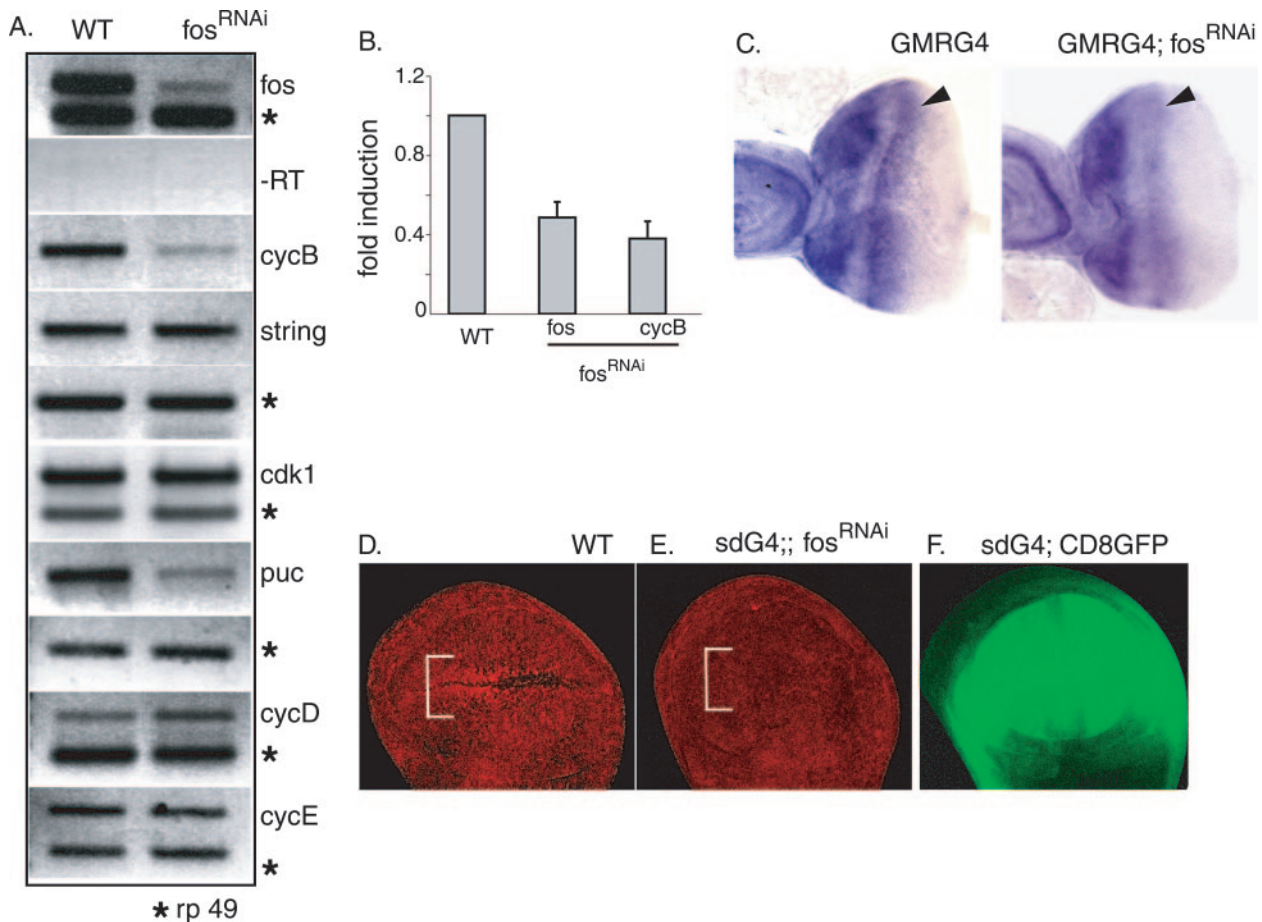 A.
WT fos^RNAi
fos
*
-RT
cycB
string
*
cdk1
*
puc
*
cycD
*
cycE
*
* rp 49
B.
fold induction
1.2
0.8
0.4
0
WT
fos cycB
fos^RNAi
C.
GMRG4 GMRG4; fos^RNAi
D. WT
E. sdG4;; fos^RNAi
F. sdG4; CD8GFP